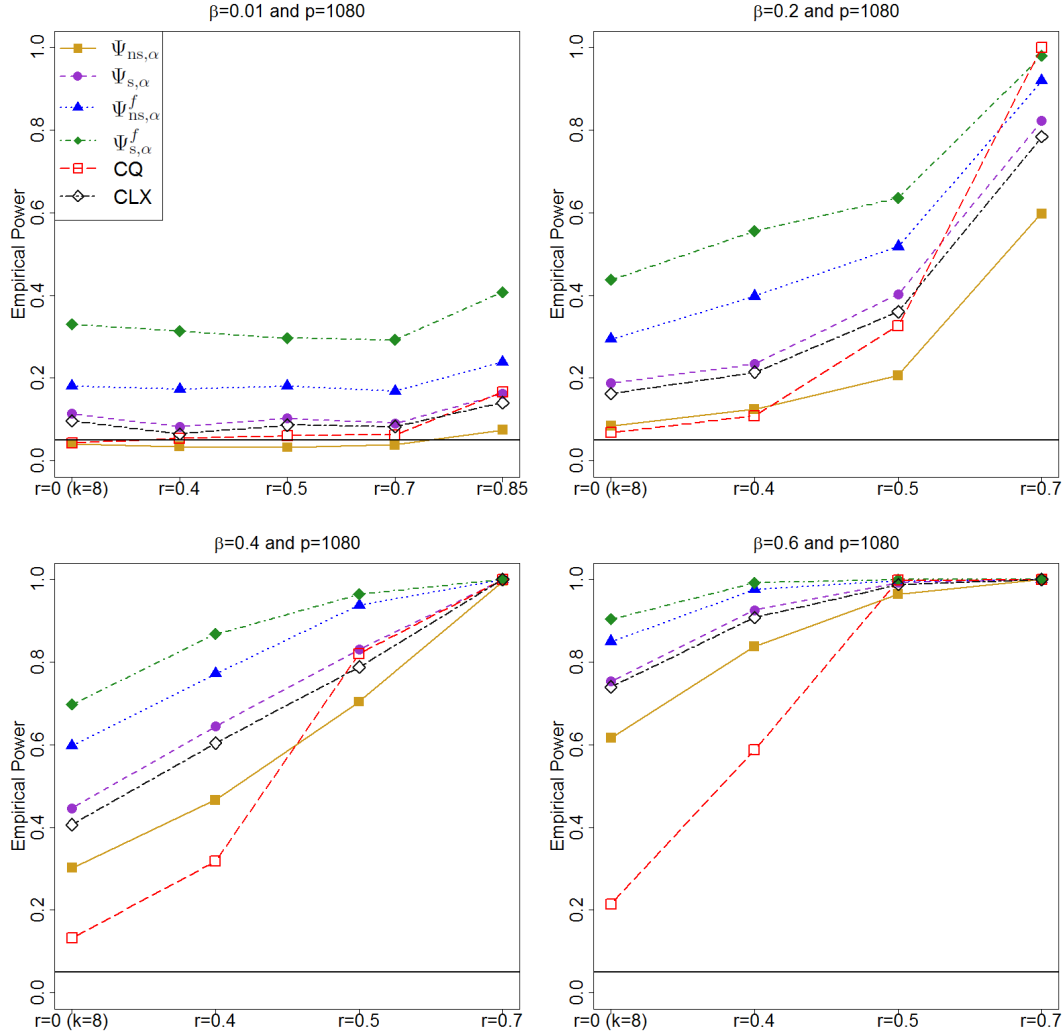 β=0.01 and p=1080
Empirical Power
1.0
0.8
0.6
0.4
0.2
0.0
Ψns,α
Ψs,α
Ψfns,α
Ψfs,α
CQ
CLX
r=0 (k=8) r=0.4 r=0.5 r=0.7 r=0.85
β=0.2 and p=1080
Empirical Power
1.0
0.8
0.6
0.4
0.2
0.0
r=0 (k=8) r=0.4 r=0.5 r=0.7
β=0.4 and p=1080
Empirical Power
1.0
0.8
0.6
0.4
0.2
0.0
r=0 (k=8) r=0.4 r=0.5 r=0.7
β=0.6 and p=1080
Empirical Power
1.0
0.8
0.6
0.4
0.2
0.0
r=0 (k=8) r=0.4 r=0.5 r=0.7